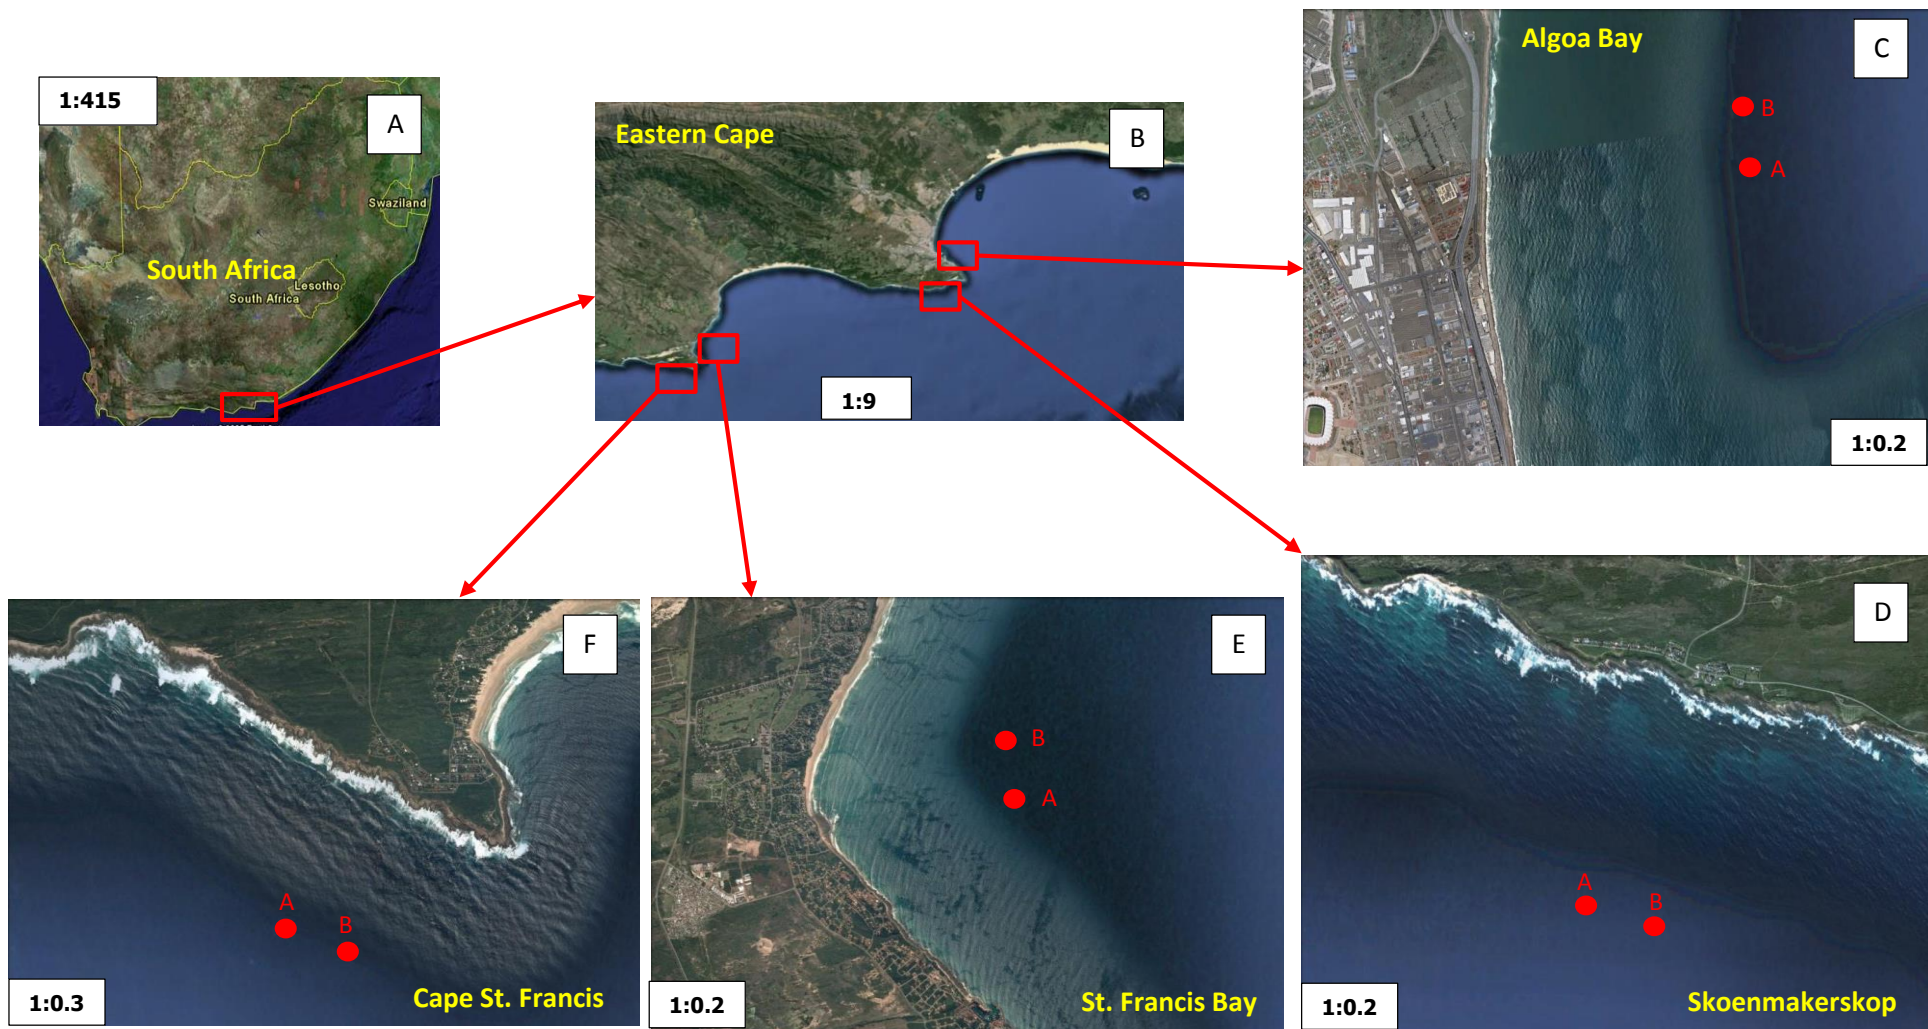 1:415
A
South Africa
Swaziland
Lesotho
South Africa
Eastern Cape
B
1:9
Algoa Bay
C
B
A
1:0.2
F
A
B
1:0.3
Cape St. Francis
E
B
A
1:0.2
St. Francis Bay
D
A
B
1:0.2
Skoenmakerskop